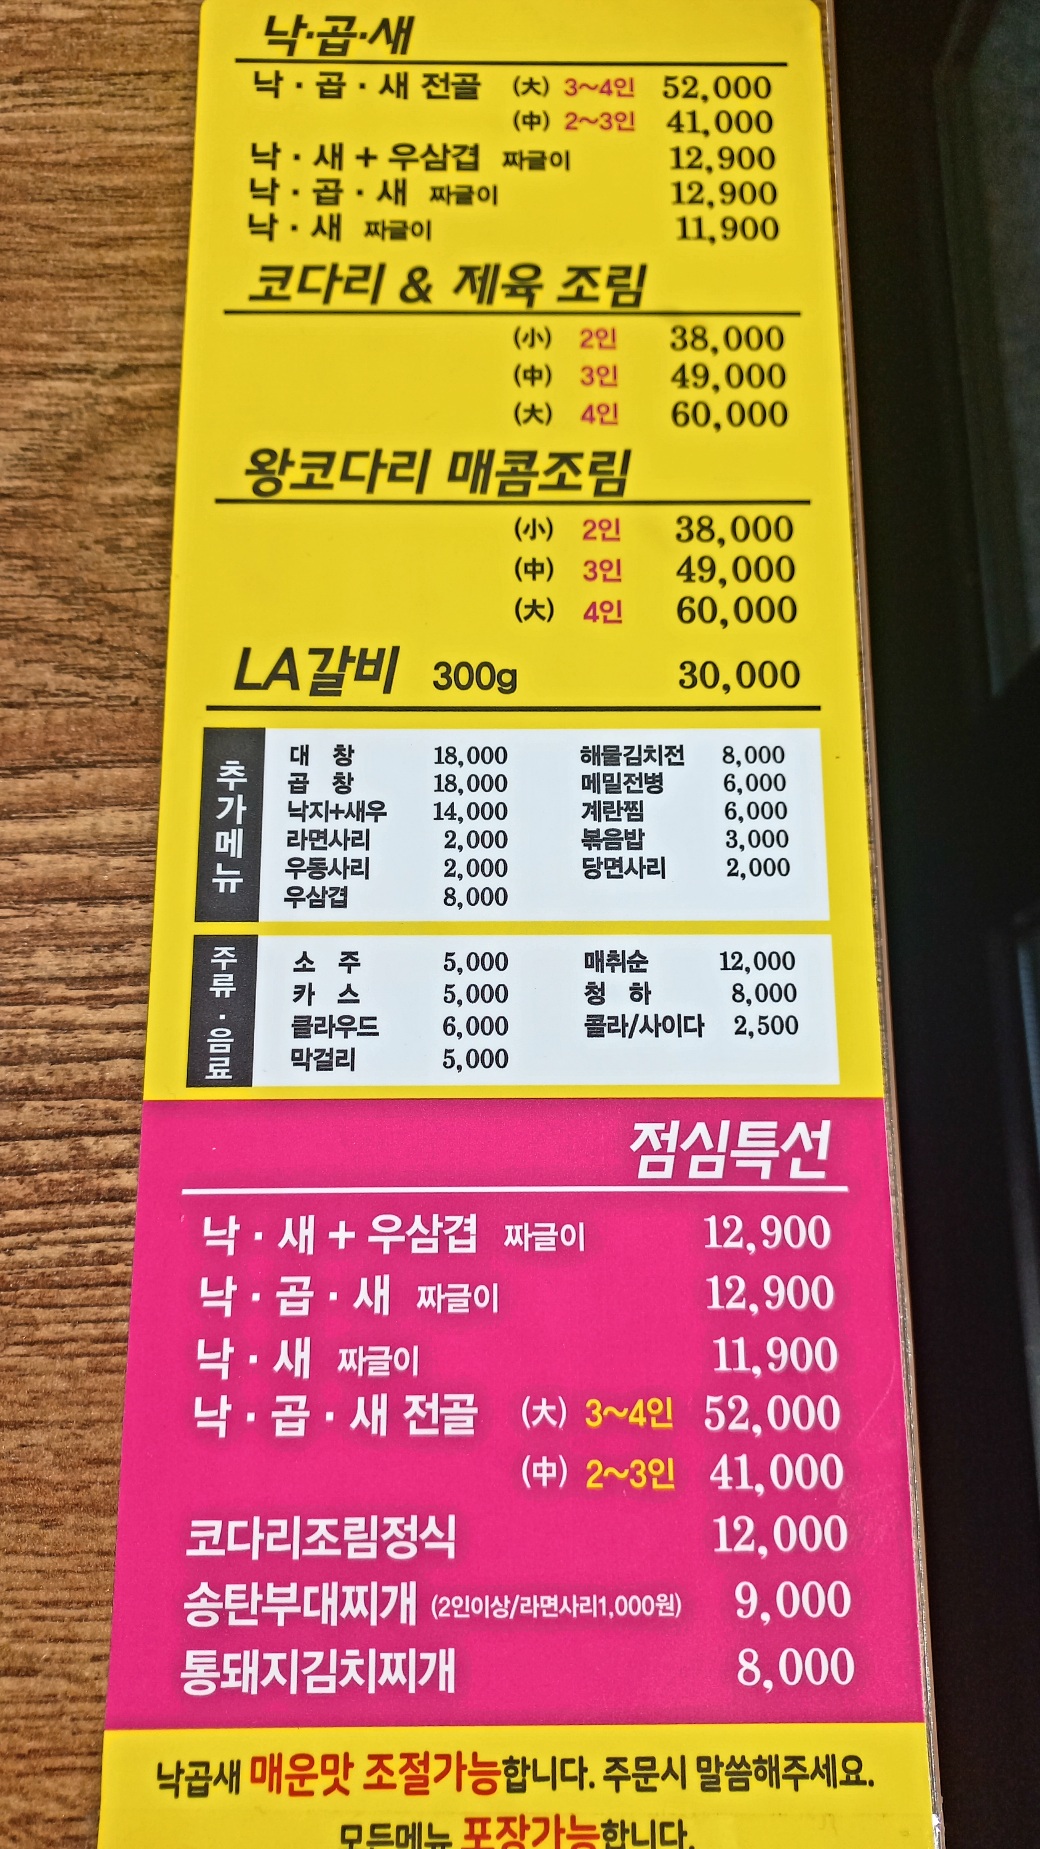 낙·곱·새
낙·곱·새 전골 (大) 3~4인 52,000
(中) 2~3인 41,000
낙·새+우삼겹 짜글이 12,900
낙·곱·새 짜글이 12,900
낙·새 짜글이 11,900
코다리 & 제육 조림
(小) 2인 38,000
(中) 3인 49,000
(大) 4인 60,000
왕코다리 매콤조림
(小) 2인 38,000
(中) 3인 49,000
(大) 4인 60,000
LA갈비 300g 30,000
추가메뉴
대 창 18,000 해물김치전 8,000
곱 창 18,000 메밀전병 6,000
낙지+새우 14,000 계란찜 6,000
라면사리 2,000 볶음밥 3,000
우동사리 2,000 당면사리 2,000
우삼겹 8,000
주류·음료
소 주 5,000 매취순 12,000
카 스 5,000 청 하 8,000
클라우드 6,000 콜라/사이다 2,500
막걸리 5,000
점심특선
낙·새+우삼겹 짜글이 12,900
낙·곱·새 짜글이 12,900
낙·새 짜글이 11,900
낙·곱·새 전골 (大) 3~4인 52,000
(中) 2~3인 41,000
코다리조림정식 12,000
송탄부대찌개 (2인이상/라면사리1,000원) 9,000
통돼지김치찌개 8,000
낙곱새 매운맛 조절가능합니다. 주문시 말씀해주세요.
모든메뉴 포장가능합니다.